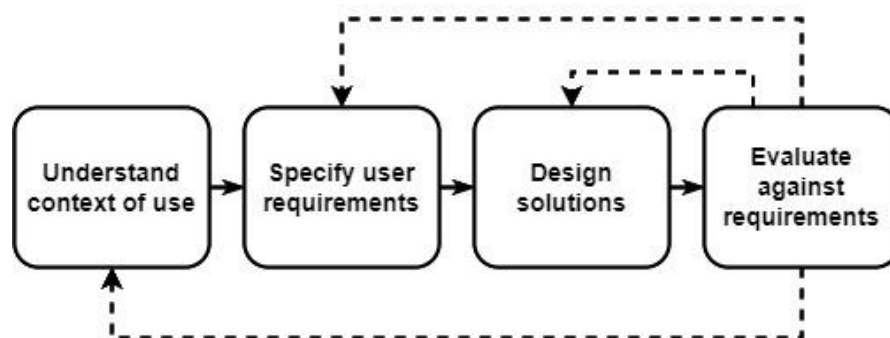 Understand
context of use
Specify user
requirements
Design
solutions
Evaluate
against
requirements